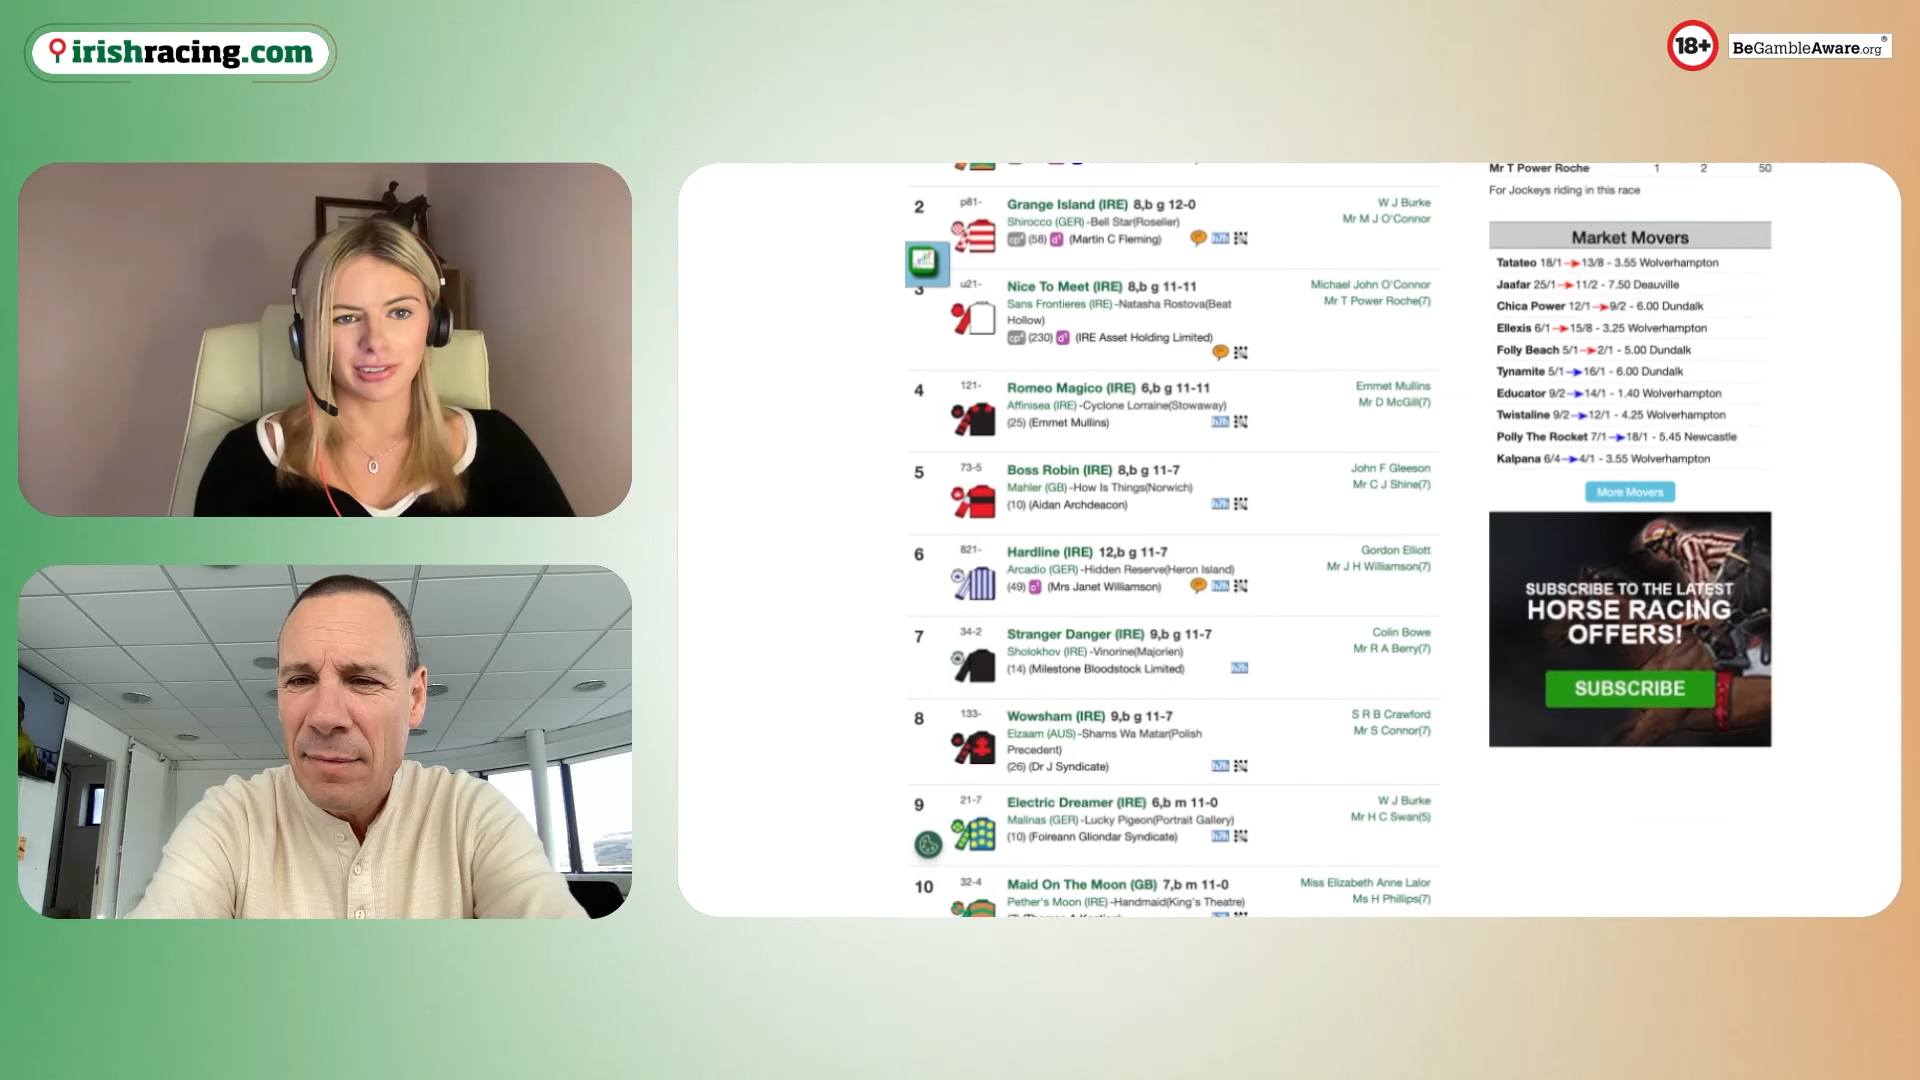 irishracing.com
18+
BeGambleAware.org®
2
p81-
Grange Island (IRE) 8,b g 12-0
Shirocco (GER) -Bell Star(Roselier)
cp¹ (58) d¹ (Martin C Fleming)
h2h
W J Burke
Mr M J O'Connor
3
u21-
Nice To Meet (IRE) 8,b g 11-11
Sans Frontieres (IRE) -Natasha Rostova(Beat
Hollow)
(230) d¹ (IRE Asset Holding Limited)
Michael John O'Connor
Mr T Power Roche(7)
4
121-
Romeo Magico (IRE) 6,b g 11-11
Affinisea (IRE) -Cyclone Lorraine(Stowaway)
(25) (Emmet Mullins)
h2h
Emmet Mullins
Mr D McGill(7)
5
73-5
Boss Robin (IRE) 8,b g 11-7
Mahler (GB) -How Is Things(Norwich)
(10) (Aidan Archdeacon)
h2h
John F Gleeson
Mr C J Shine(7)
6
821-
Hardline (IRE) 12,b g 11-7
Arcadio (GER) -Hidden Reserve(Heron Island)
(49) c¹ (Mrs Janet Williamson)
h2h
Gordon Elliott
Mr J H Williamson(7)
7
34-2
Stranger Danger (IRE) 9,b g 11-7
Sholokhov (IRE) -Vinorine(Majorien)
(14) (Milestone Bloodstock Limited)
h2h
Colin Bowe
Mr R A Berry(7)
8
133-
Wowsham (IRE) 9,b g 11-7
Elzaam (AUS) -Shams Wa Matar(Polish
Precedent)
(26) (Dr J Syndicate)
h2h
S R B Crawford
Mr S Connor(7)
9
21-7
Electric Dreamer (IRE) 6,b m 11-0
Malinas (GER) -Lucky Pigeon(Portrait Gallery)
(10) (Foireann Gliondar Syndicate)
h2h
W J Burke
Mr H C Swan(5)
10
32-4
Maid On The Moon (GB) 7,b m 11-0
Pether's Moon (IRE) -Handmaid(King's Theatre)
Miss Elizabeth Anne Lalor
Ms H Phillips(7)
Mr T Power Roche 1 2 50
For Jockeys riding in this race
Market Movers
Tatateo 18/1 13/8 - 3.55 Wolverhampton
Jaafar 25/1 11/2 - 7.50 Deauville
Chica Power 12/1 9/2 - 6.00 Dundalk
Ellexis 6/1 15/8 - 3.25 Wolverhampton
Folly Beach 5/1 2/1 - 5.00 Dundalk
Tynamite 5/1 16/1 - 6.00 Dundalk
Educator 9/2 14/1 - 1.40 Wolverhampton
Twistaline 9/2 12/1 - 4.25 Wolverhampton
Polly The Rocket 7/1 18/1 - 5.45 Newcastle
Kalpana 6/4 4/1 - 3.55 Wolverhampton
More Movers
SUBSCRIBE TO THE LATEST
HORSE RACING
OFFERS!
SUBSCRIBE